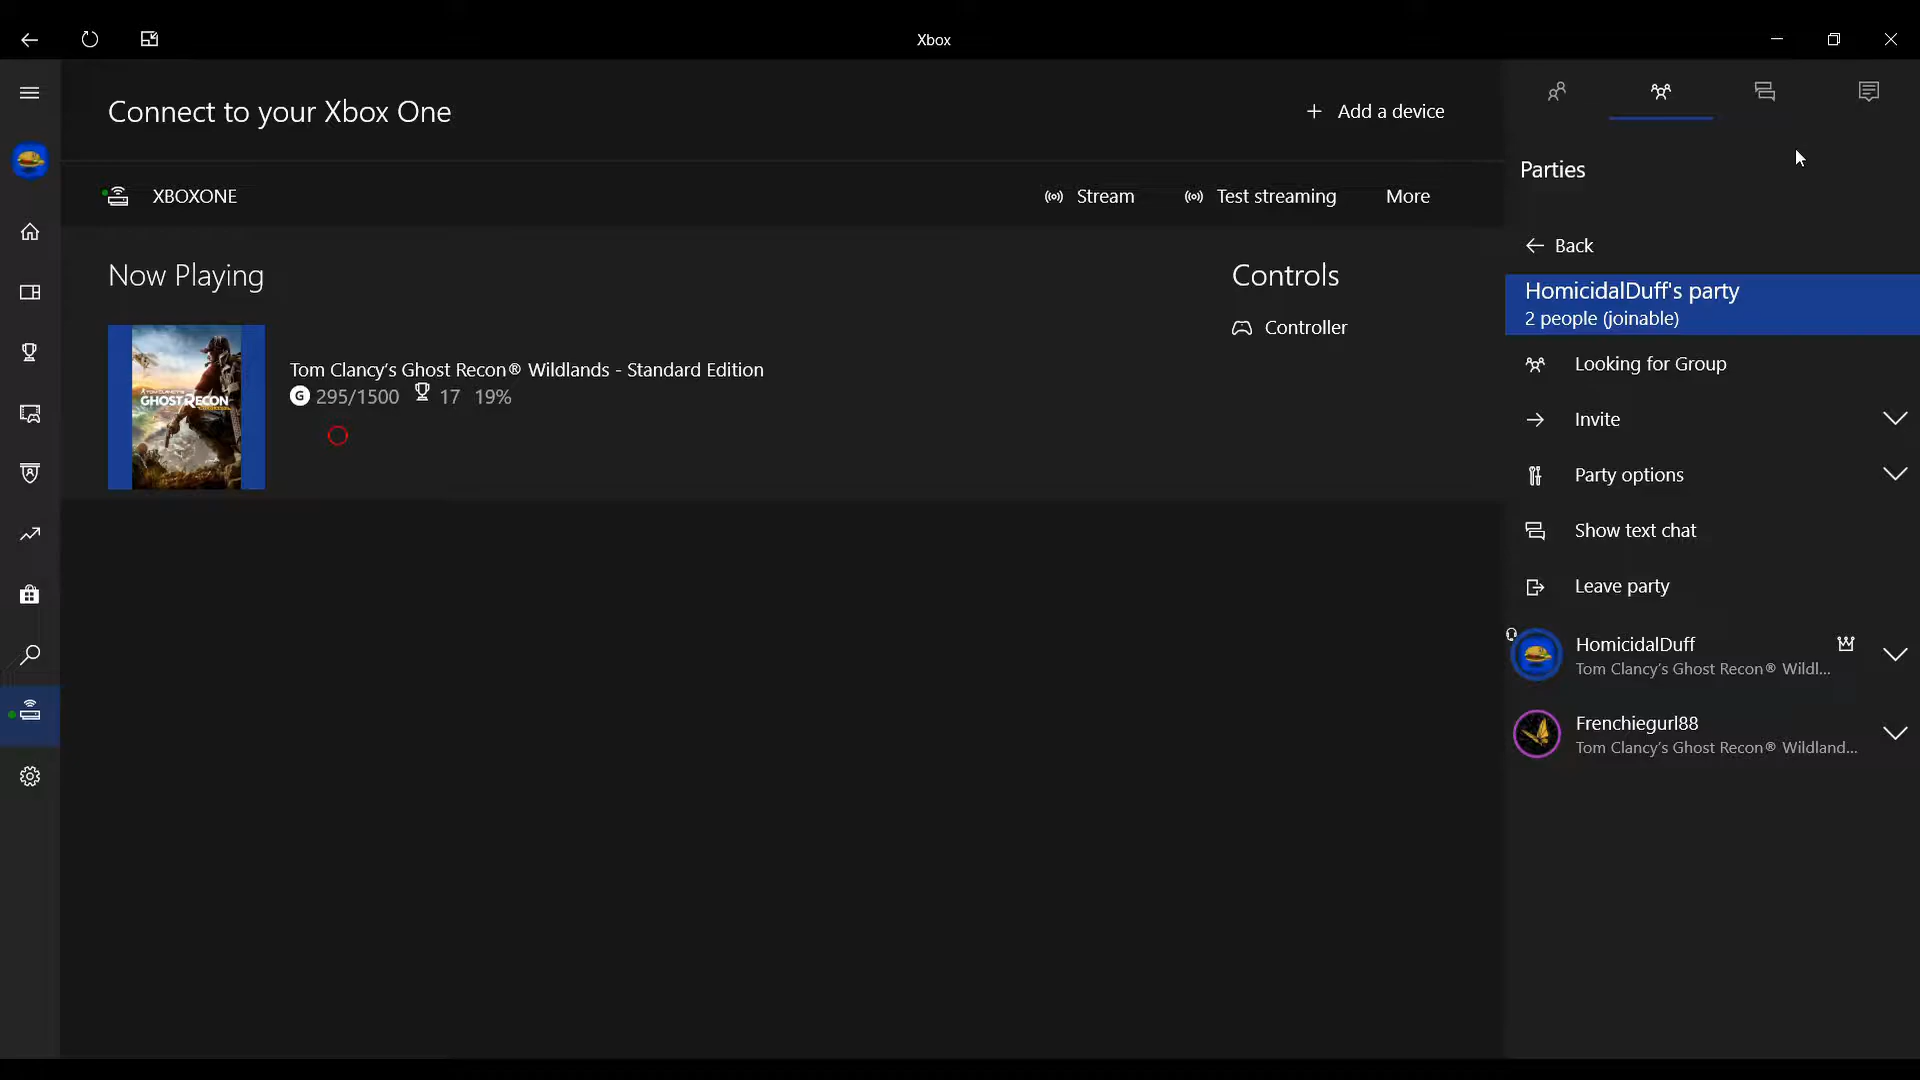 Xbox
Connect to your Xbox One
Add a device
XBOXONE
Stream
Test streaming
More
Now Playing
Controls
Controller
GHOST RECON
Tom Clancy's Ghost Recon® Wildlands - Standard Edition
G 295/1500 17 19%
Parties
Back
HomicidalDuff's party
2 people (joinable)
Looking for Group
Invite
Party options
Show text chat
Leave party
HomicidalDuff
Tom Clancy's Ghost Recon® Wildl...
Frenchiegurl88
Tom Clancy's Ghost Recon® Wildland...